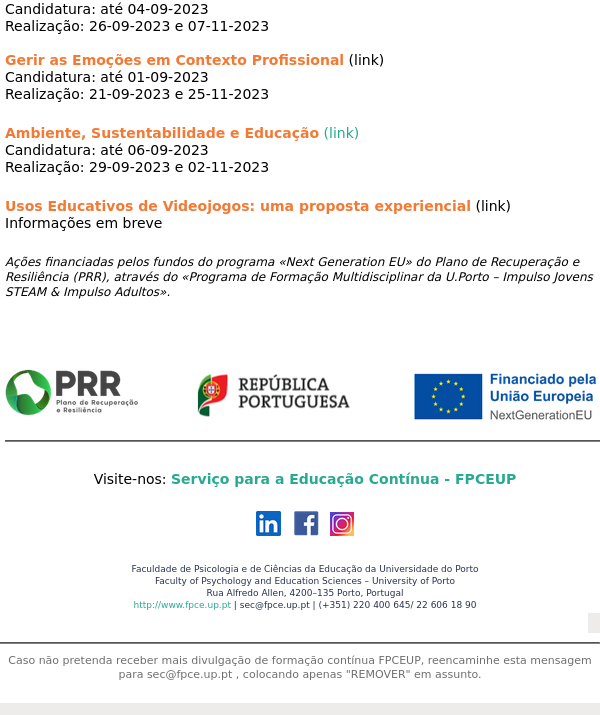 Candidatura: até 04-09-2023
Realização: 26-09-2023 e 07-11-2023
Gerir as Emoções em Contexto Profissional (link)
Candidatura: até 01-09-2023
Realização: 21-09-2023 e 25-11-2023
Ambiente, Sustentabilidade e Educação (link)
Candidatura: até 06-09-2023
Realização: 29-09-2023 e 02-11-2023
Usos Educativos de Videojogos: uma proposta experiencial (link)
Informações em breve
Ações financiadas pelos fundos do programa «Next Generation EU» do Plano de Recuperação e
Resiliência (PRR), através do «Programa de Formação Multidisciplinar da U.Porto – Impulso Jovens
STEAM & Impulso Adultos».
PRR
Plano de Recuperação
e Resiliência
REPÚBLICA
PORTUGUESA
Financiado pela
União Europeia
NextGenerationEU
Visite-nos: Serviço para a Educação Contínua - FPCEUP
in f
Faculdade de Psicologia e de Ciências da Educação da Universidade do Porto
Faculty of Psychology and Education Sciences – University of Porto
Rua Alfredo Allen, 4200–135 Porto, Portugal
http://www.fpce.up.pt | sec@fpce.up.pt | (+351) 220 400 645/ 22 606 18 90
Caso não pretenda receber mais divulgação de formação contínua FPCEUP, reencaminhe esta mensagem
para sec@fpce.up.pt , colocando apenas "REMOVER" em assunto.